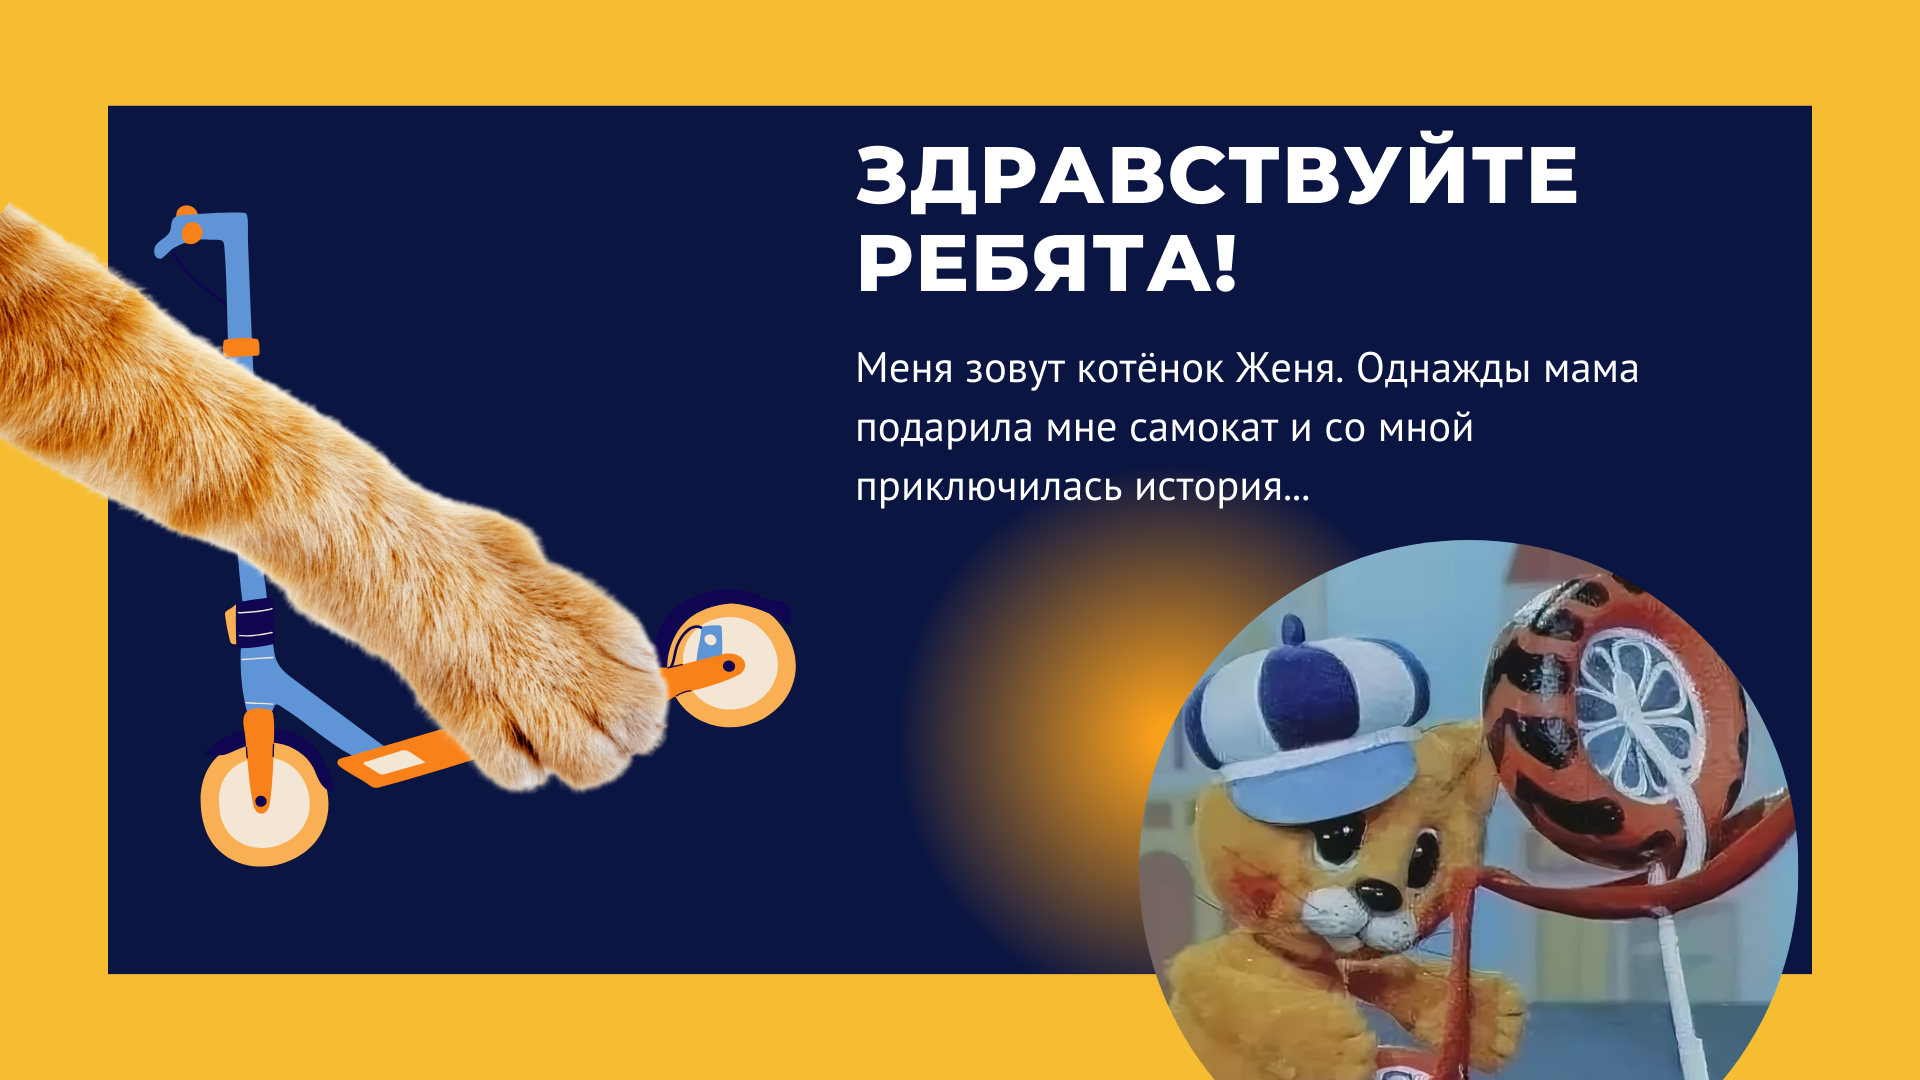 ЗДРАВСТВУЙТЕ
РЕБЯТА!
Меня зовут котёнок Женя. Однажды мама
подарила мне самокат и со мной
приключилась история...